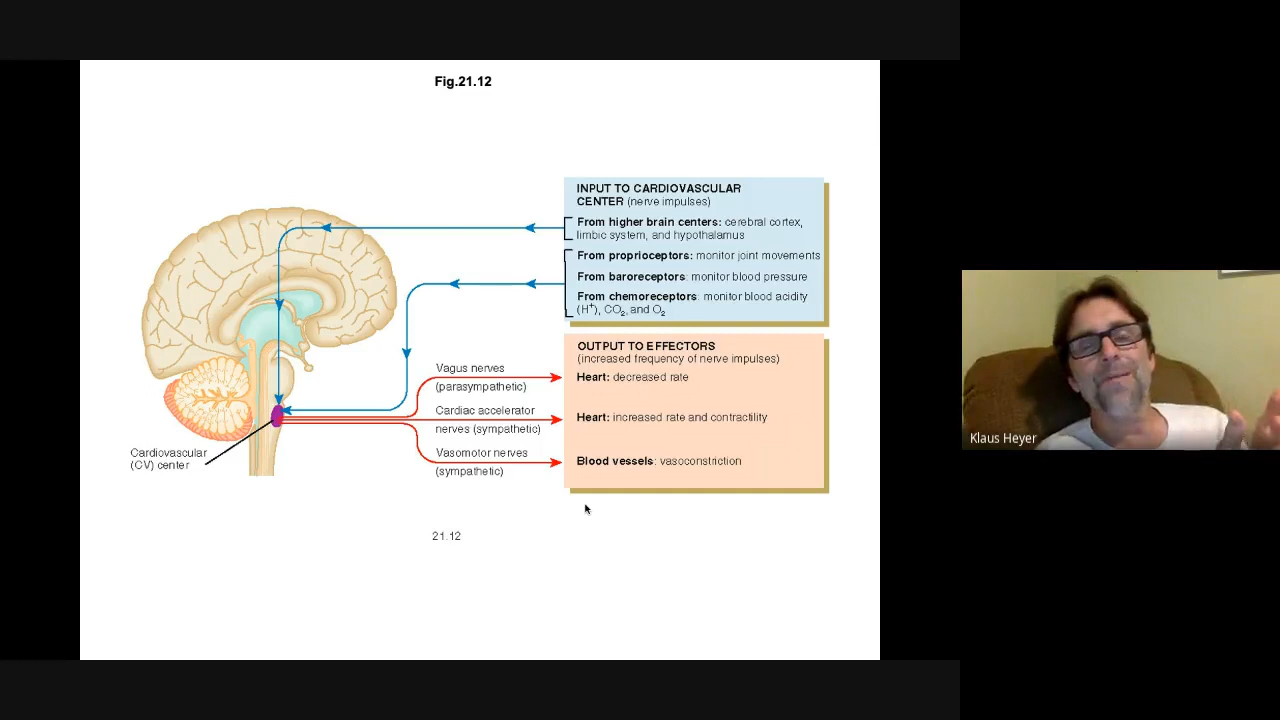 Fig.21.12
INPUT TO CARDIOVASCULAR
CENTER (nerve impulses)
From higher brain centers: cerebral cortex,
limbic system, and hypothalamus
From proprioceptors: monitor joint movements
From baroreceptors: monitor blood pressure
From chemoreceptors: monitor blood acidity
(H⁺), CO₂, and O₂
OUTPUT TO EFFECTORS
(increased frequency of nerve impulses)
Vagus nerves
(parasympathetic)
Heart: decreased rate
Cardiac accelerator
nerves (sympathetic)
Heart: increased rate and contractility
Vasomotor nerves
(sympathetic)
Blood vessels: vasoconstriction
Cardiovascular
(CV) center
21.12
Klaus Heyer